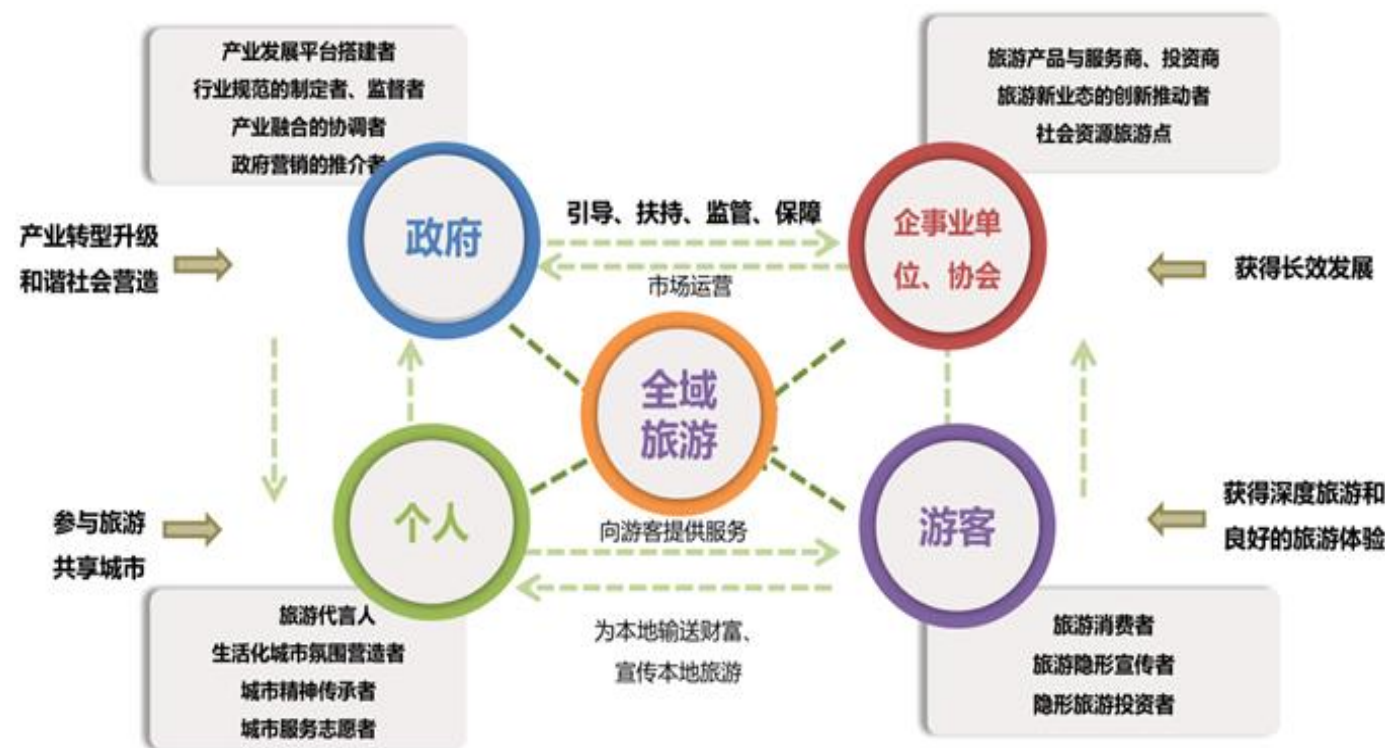 产业发展平台搭建者
行业规范的制定者、监督者
产业融合的协调者
政府营销的推介者
旅游产品与服务商、投资商
旅游新业态的创新推动者
社会资源旅游点
政府
引导、扶持、监管、保障
市场运营
企事业单
位、协会
产业转型升级
和谐社会营造
获得长效发展
全域
旅游
个人
向游客提供服务
游客
参与旅游
共享城市
获得深度旅游和
良好的旅游体验
为本地输送财富、
宣传本地旅游
旅游代言人
生活化城市氛围营造者
城市精神传承者
城市服务志愿者
旅游消费者
旅游隐形宣传者
隐形旅游投资者